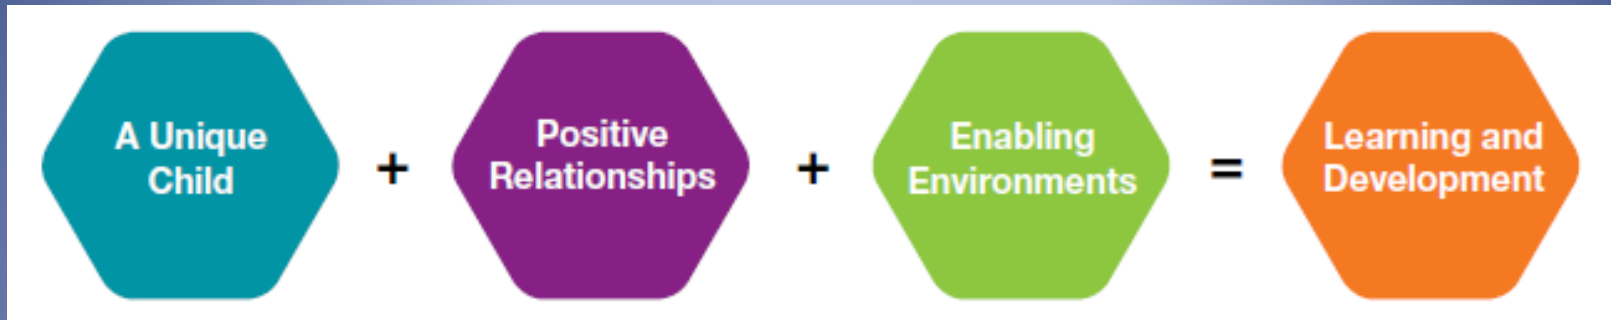 A Unique
Child
+
Positive
Relationships
+
Enabling
Environments
=
Learning and
Development